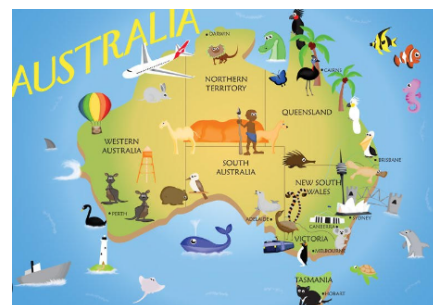 AUSTRALIA
DARWIN
NORTHERN
TERRITORY
CAIRNS
QUEENSLAND
WESTERN
AUSTRALIA
SOUTH
AUSTRALIA
BRISBANE
NEW SOUTH
WALES
PERTH
ADELAIDE
SYDNEY
CANBERRA
VICTORIA
MELBOURNE
TASMANIA
HOBART